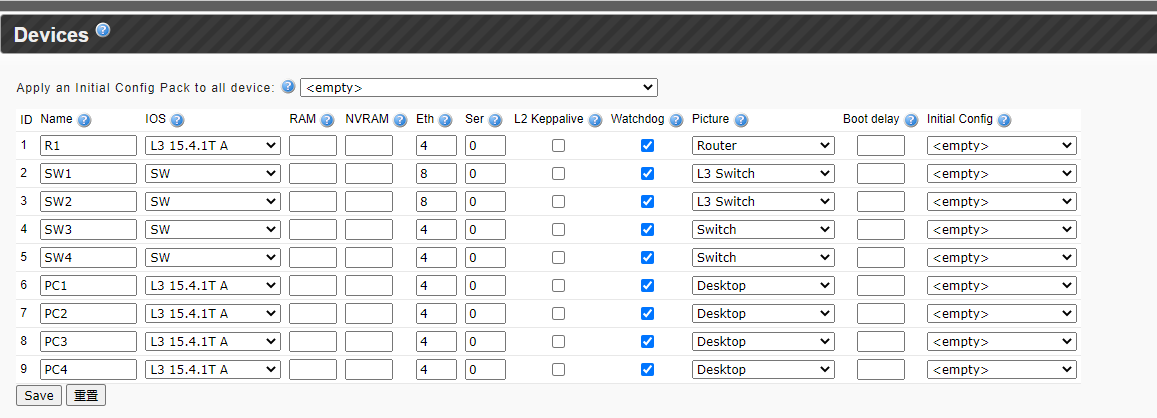 Devices
Apply an Initial Config Pack to all device: <empty>
ID Name IOS RAM NVRAM Eth Ser L2 Keppalive Watchdog Picture Boot delay Initial Config
1 R1 L3 15.4.1T A 4 0 Router <empty>
2 SW1 SW 8 0 L3 Switch <empty>
3 SW2 SW 8 0 L3 Switch <empty>
4 SW3 SW 4 0 Switch <empty>
5 SW4 SW 4 0 Switch <empty>
6 PC1 L3 15.4.1T A 4 0 Desktop <empty>
7 PC2 L3 15.4.1T A 4 0 Desktop <empty>
8 PC3 L3 15.4.1T A 4 0 Desktop <empty>
9 PC4 L3 15.4.1T A 4 0 Desktop <empty>
Save 重置